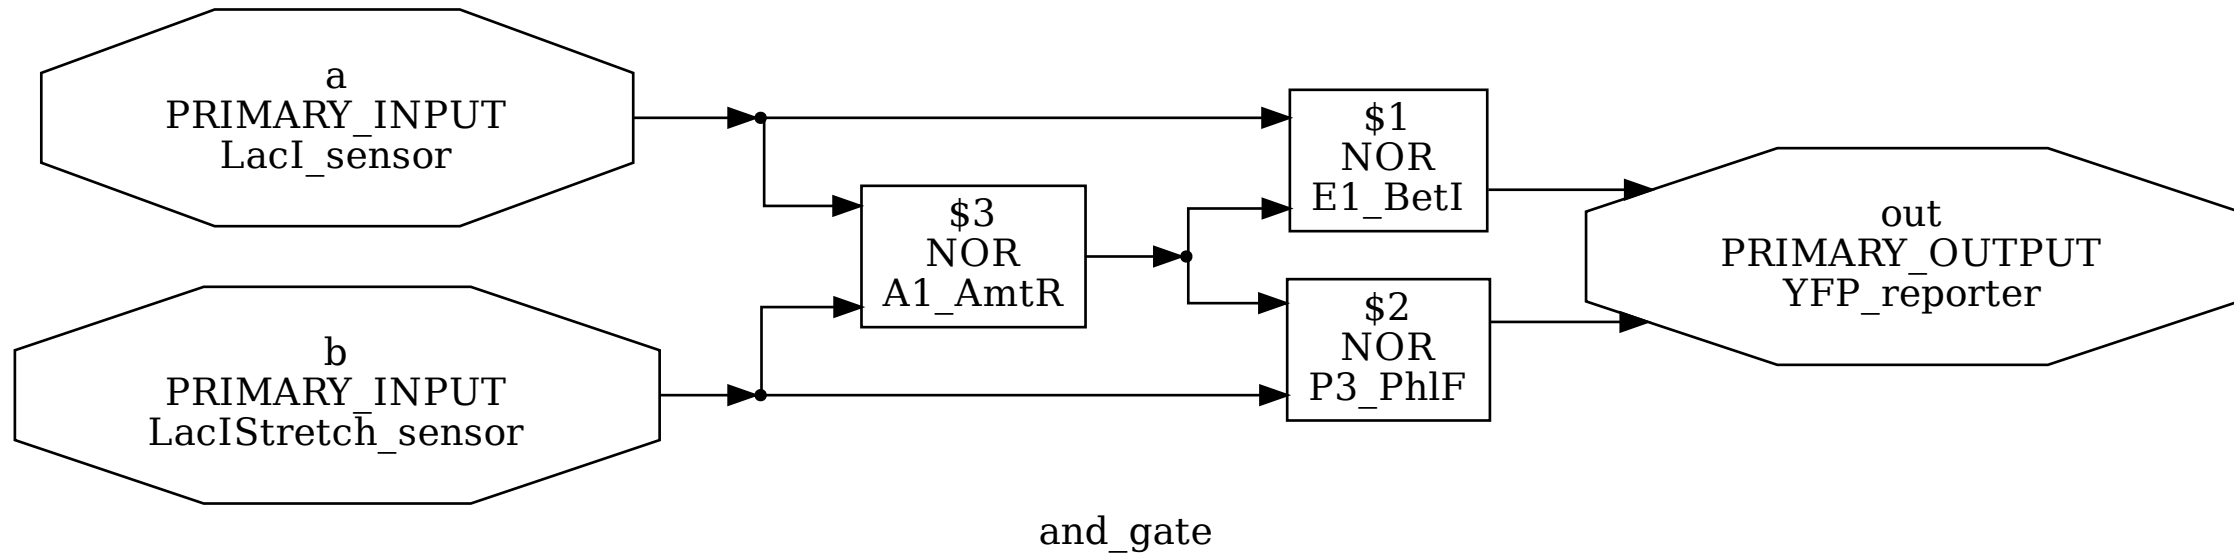 a
PRIMARY_INPUT
LacI_sensor
b
PRIMARY_INPUT
LacIStretch_sensor
$3
NOR
A1_AmtR
$1
NOR
E1_BetI
$2
NOR
P3_PhlF
out
PRIMARY_OUTPUT
YFP_reporter
and_gate